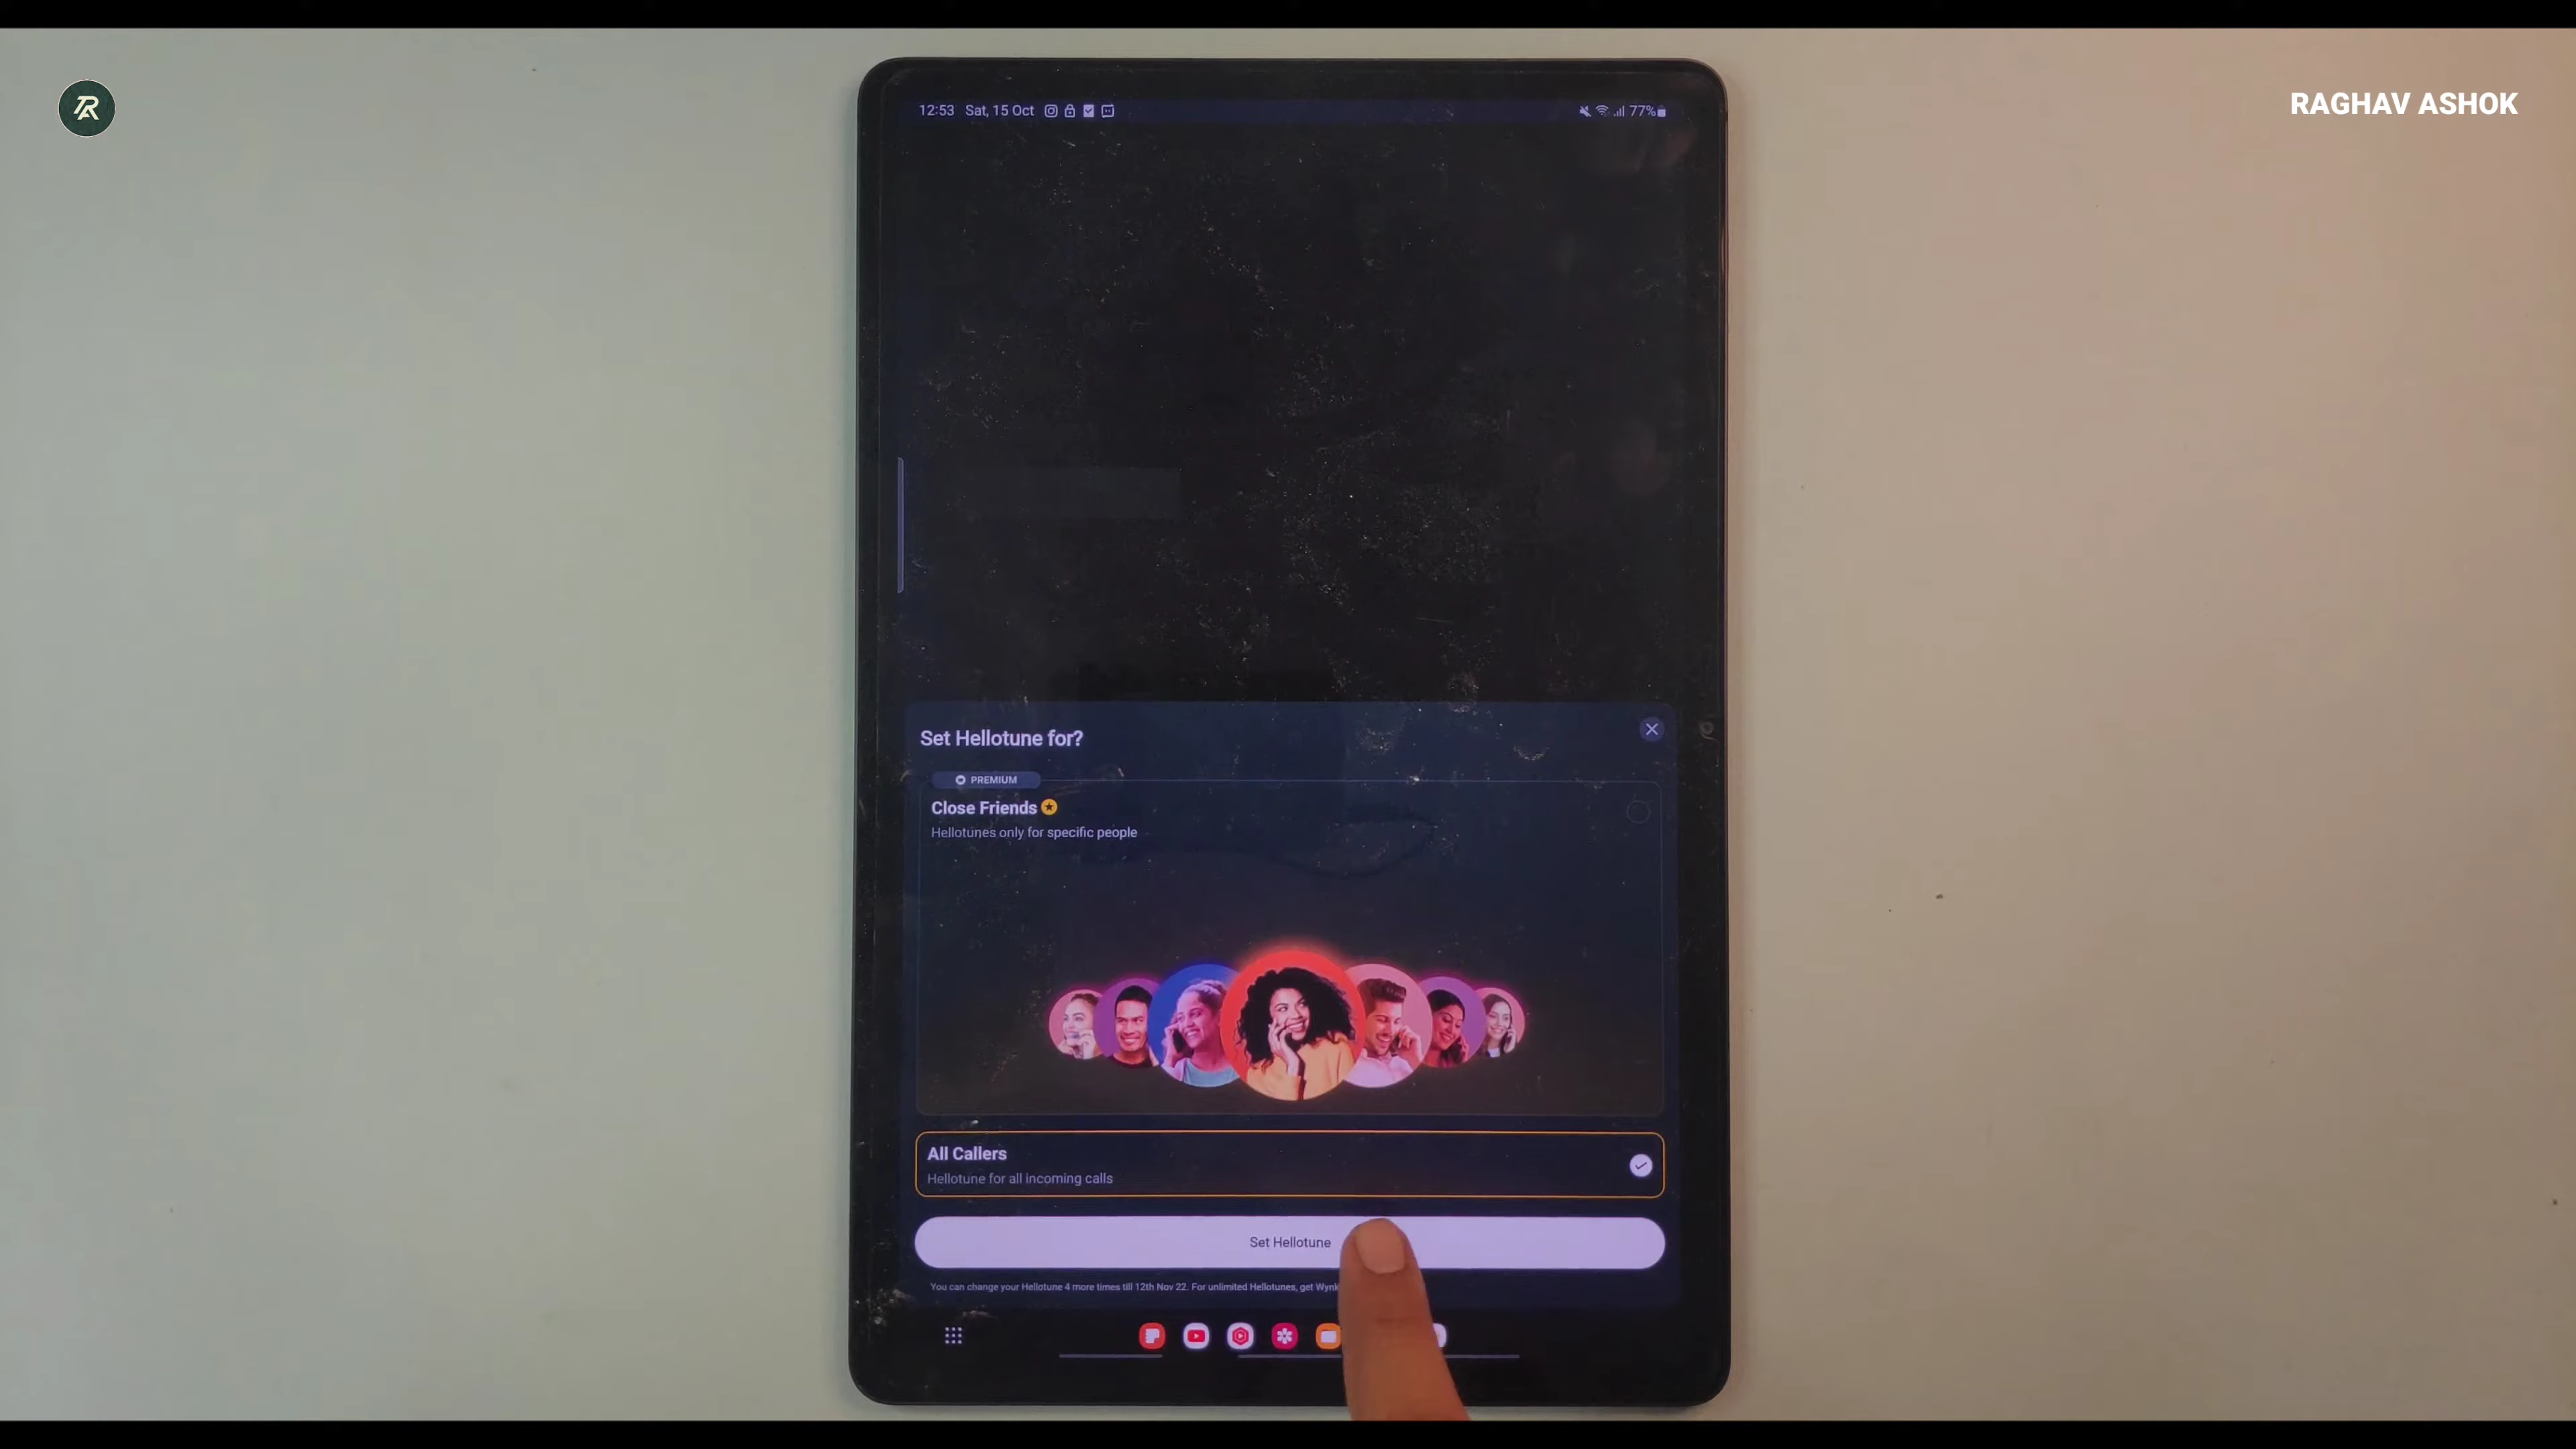 RAGHAV ASHOK
12:53 Sat, 15 Oct
77%
Set Hellotune for?
PREMIUM
Close Friends
Hellotunes only for specific people
All Callers
Hellotune for all incoming calls
Set Hellotune
You can change your Hellotune 4 more times till 12th Nov 22. For unlimited Hellotunes, get Wynk